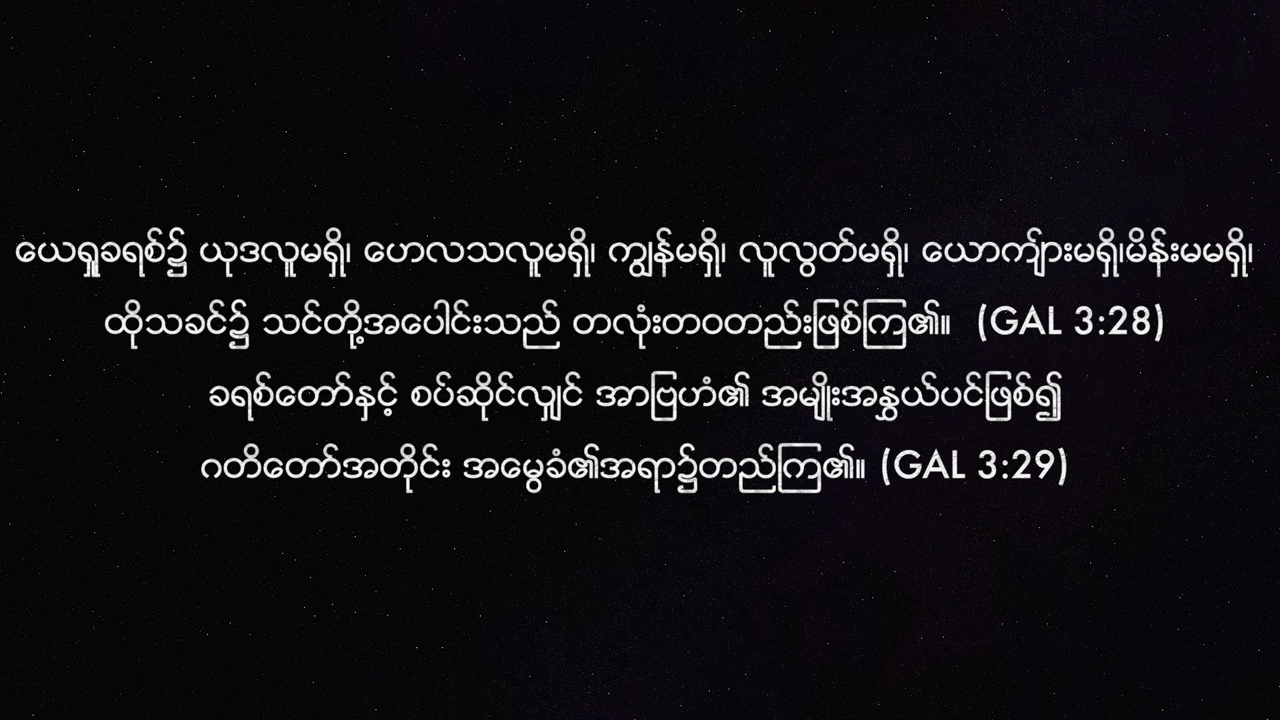 ယေရှုခရစ်၌ ယုဒလူမရှိ၊ ဟေလသလူမရှိ၊ ကျွန်မရှိ၊ လူလွတ်မရှိ၊ ယောက်ျားမရှိ၊မိန်းမမရှိ၊
ထိုသခင်၌ သင်တို့အပေါင်းသည် တလုံးတဝတည်းဖြစ်ကြ၏။ (GAL 3:28)
ခရစ်တော်နှင့် စပ်ဆိုင်လျှင် အာဗြဟံ၏ အမျိုးအနွှယ်ပင်ဖြစ်၍
ဂတိတော်အတိုင်း အမွေခံ၏အရာ၌တည်ကြ၏။ (GAL 3:29)